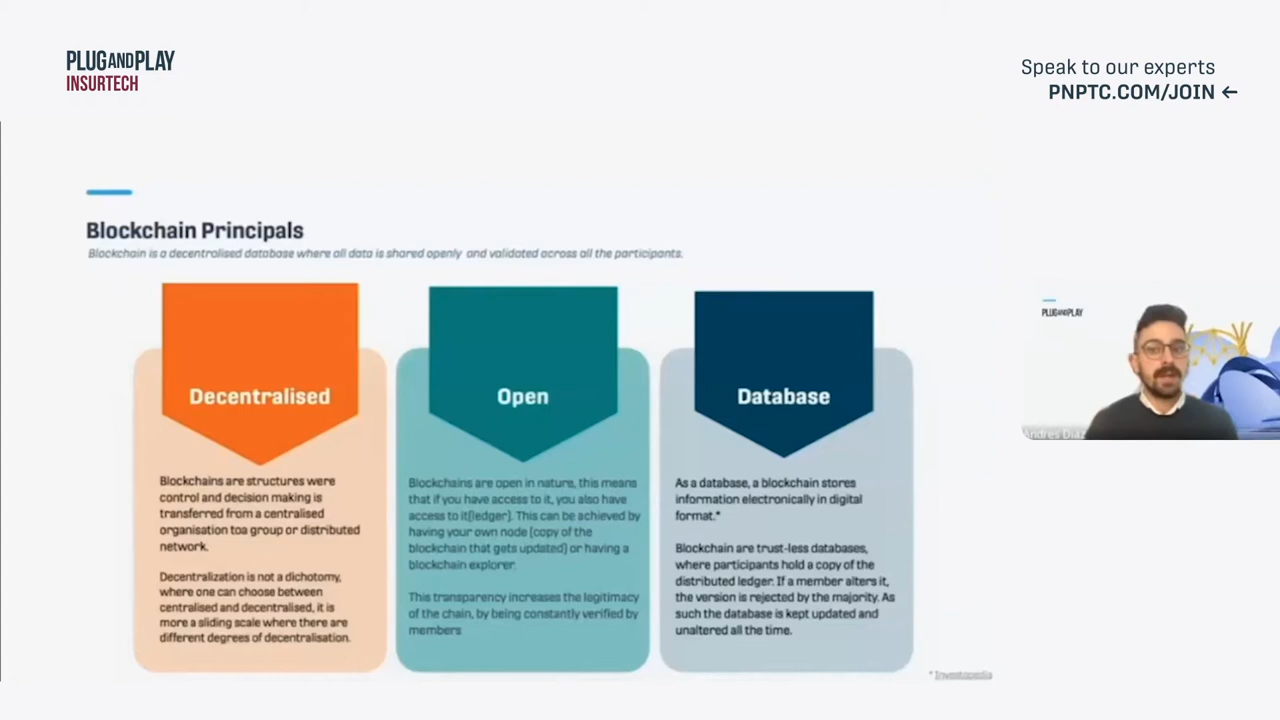 PLUGANDPLAY
INSURTECH
Speak to our experts
PNPTC.COM/JOIN ←
Blockchain Principals
Blockchain is a decentralised database where all data is shared openly and validated across all the participants.
Decentralised
Blockchains are structures were
control and decision making is
transferred from a centralised
organisation toa group or distributed
network.
Decentralization is not a dichotomy,
where one can choose between
centralised and decentralised, it is
more a sliding scale where there are
different degrees of decentralisation.
Open
Blockchains are open in nature, this means
that if you have access to it, you also have
access to it(ledger). This can be achieved by
having your own node (copy of the
blockchain that gets updated) or having a
blockchain explorer.
This transparency increases the legitimacy
of the chain, by being constantly verified by
members
Database
As a database, a blockchain stores
information electronically in digital
format.*
Blockchain are trust-less databases,
where participants hold a copy of the
distributed ledger. If a member alters it,
the version is rejected by the majority. As
such the database is kept updated and
unaltered all the time.
* Investopedia
PLUGANDPLAY
Andres Diaz